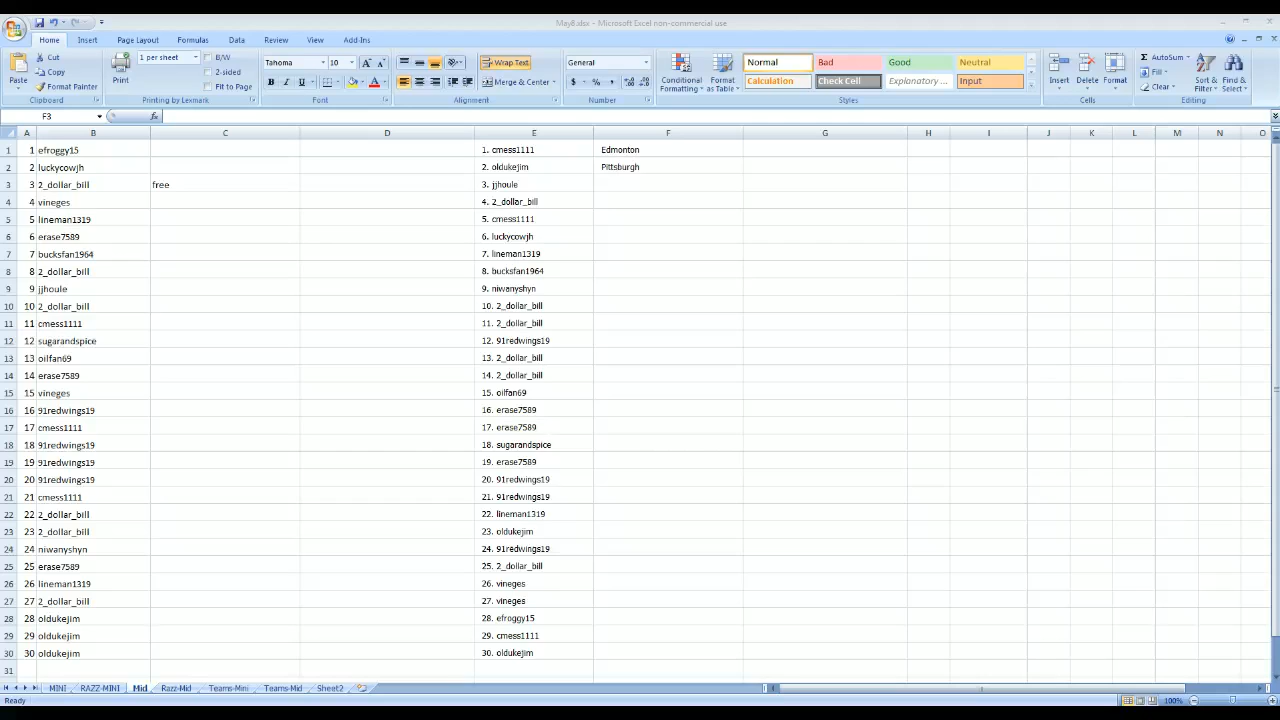 May8.xlsx - Microsoft Excel non-commercial use
Home Insert Page Layout Formulas Data Review View Add-Ins
Paste Cut Copy Format Painter Clipboard
Print 1 per sheet B/W 2-sided Fit to Page Printing by Lexmark
Tahoma 10 A A B I U A Font
Wrap Text Merge & Center Alignment
General $ % , Number
Conditional Formatting Format as Table Normal Bad Good Neutral Calculation Check Cell Explanatory ... Input Styles
Insert Delete Format Cells
Σ AutoSum Fill Clear Sort & Filter Find & Select Editing
F3 fx
A B C D E F G H I J K L M N O
1 1 efroggy15 1. cmess1111 Edmonton
2 2 luckycowjh 2. oldukejim Pittsburgh
3 3 2_dollar_bill free 3. jjhoule
4 4 vineges 4. 2_dollar_bill
5 5 lineman1319 5. cmess1111
6 6 erase7589 6. luckycowjh
7 7 bucksfan1964 7. lineman1319
8 8 2_dollar_bill 8. bucksfan1964
9 9 jjhoule 9. niwanyshyn
10 10 2_dollar_bill 10. 2_dollar_bill
11 11 cmess1111 11. 2_dollar_bill
12 12 sugarandspice 12. 91redwings19
13 13 oilfan69 13. 2_dollar_bill
14 14 erase7589 14. 2_dollar_bill
15 15 vineges 15. oilfan69
16 16 91redwings19 16. erase7589
17 17 cmess1111 17. erase7589
18 18 91redwings19 18. sugarandspice
19 19 91redwings19 19. erase7589
20 20 91redwings19 20. 91redwings19
21 21 cmess1111 21. 91redwings19
22 22 2_dollar_bill 22. lineman1319
23 23 2_dollar_bill 23. oldukejim
24 24 niwanyshyn 24. 91redwings19
25 25 erase7589 25. 2_dollar_bill
26 26 lineman1319 26. vineges
27 27 2_dollar_bill 27. vineges
28 28 oldukejim 28. efroggy15
29 29 oldukejim 29. cmess1111
30 30 oldukejim 30. oldukejim
31
MINI RAZZ-MINI Mid Razz-Mid Teams-Mini Teams-Mid Sheet2
Ready 100%